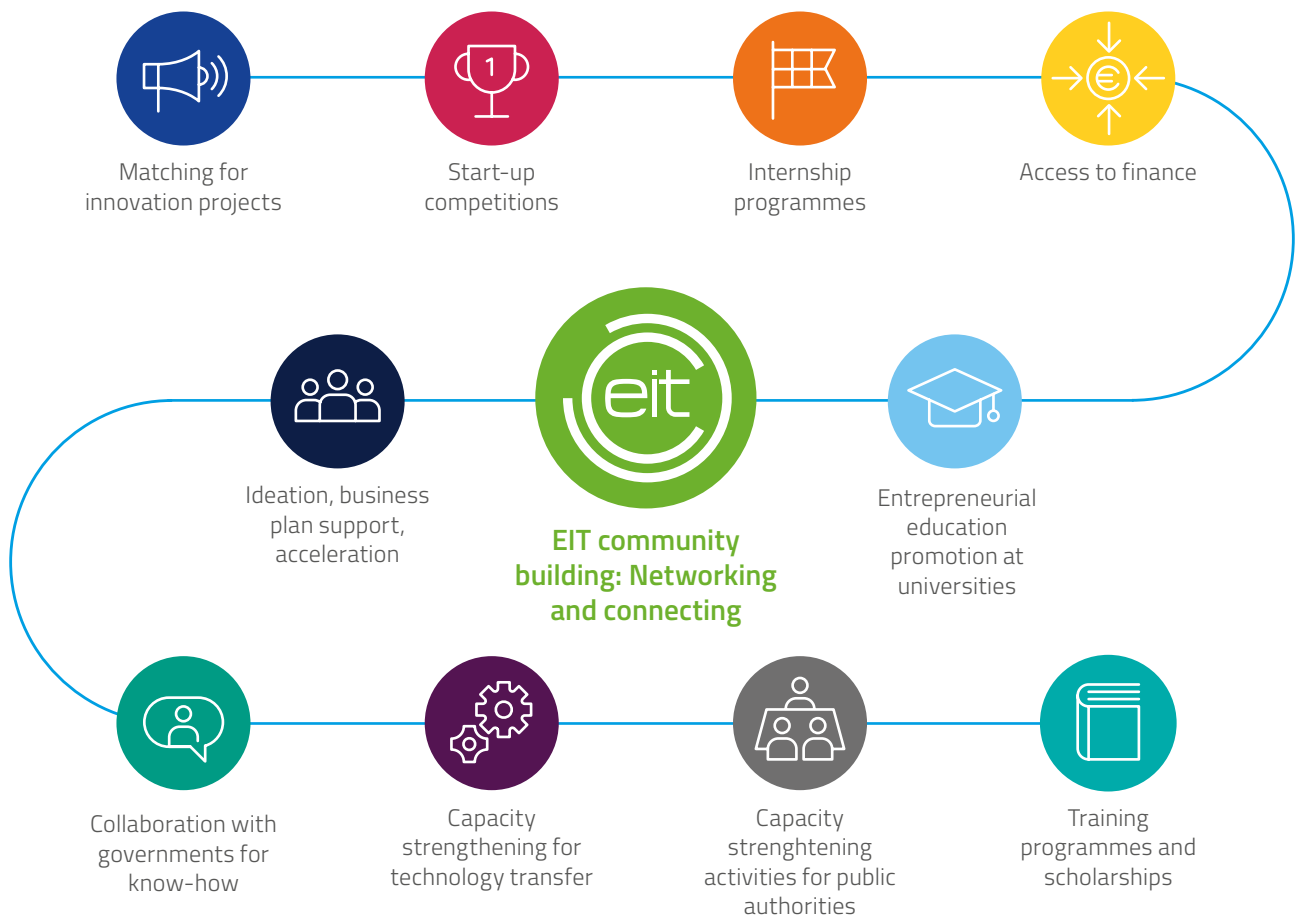 1
€
Matching for
innovation projects
Start-up
competitions
Internship
programmes
Access to finance
eit
Ideation, business
plan support,
acceleration
EIT community
building: Networking
and connecting
Entrepreneurial
education
promotion at
universities
Collaboration with
governments for
know-how
Capacity
strengthening for
technology transfer
Capacity
strenghtening
activities for public
authorities
Training
programmes and
scholarships